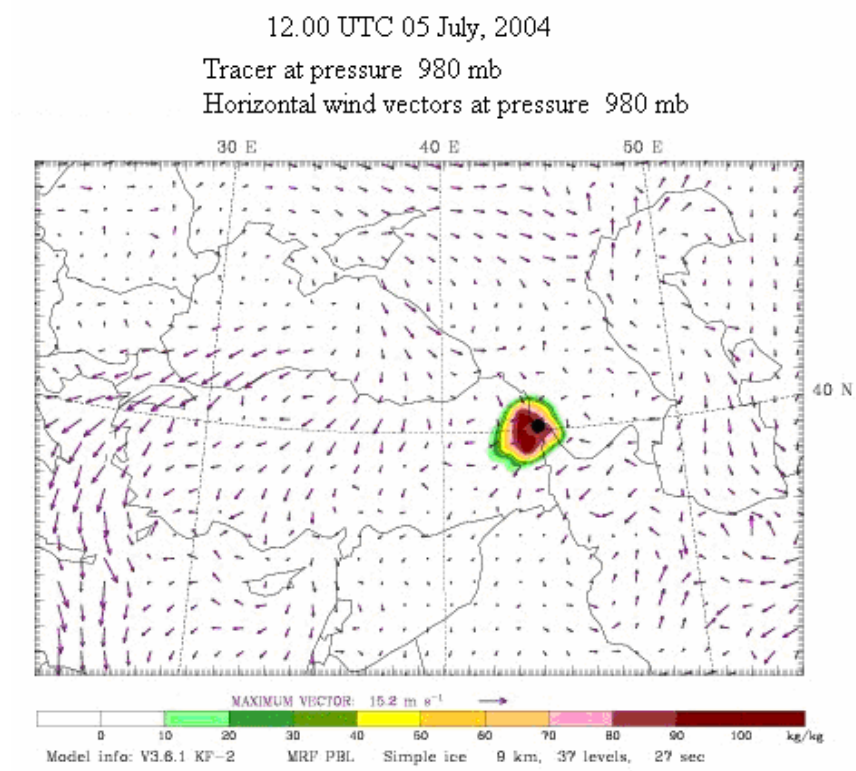 12.00 UTC 05 July, 2004
Tracer at pressure 980 mb
Horizontal wind vectors at pressure 980 mb
30 E 40 E 50 E
40 N
MAXIMUM VECTOR: 15.2 m s⁻¹
0 10 20 30 40 50 60 70 80 90 100 kg/kg
Model info: V3.6.1 KF-2 MRF PBL Simple ice 9 km, 37 levels, 27 sec